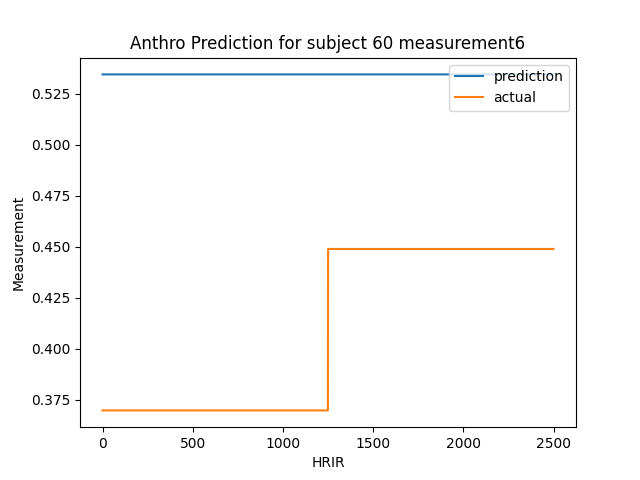 Anthro Prediction for subject 60 measurement6
prediction
actual
Measurement
0.525
0.500
0.475
0.450
0.425
0.400
0.375
0
500
1000
1500
2000
2500
HRIR